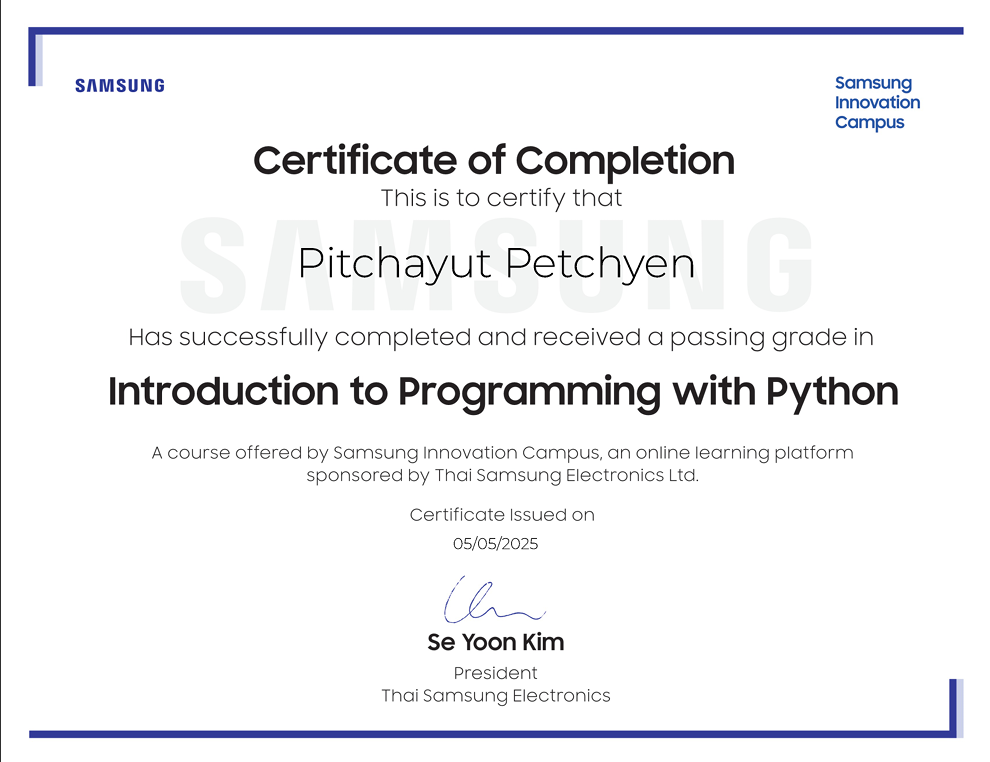 SAMSUNG
Samsung
Innovation
Campus
Certificate of Completion
This is to certify that
SAMSUNG
Pitchayut Petchyen
Has successfully completed and received a passing grade in
Introduction to Programming with Python
A course offered by Samsung Innovation Campus, an online learning platform
sponsored by Thai Samsung Electronics Ltd.
Certificate Issued on
05/05/2025
Se Yoon Kim
President
Thai Samsung Electronics